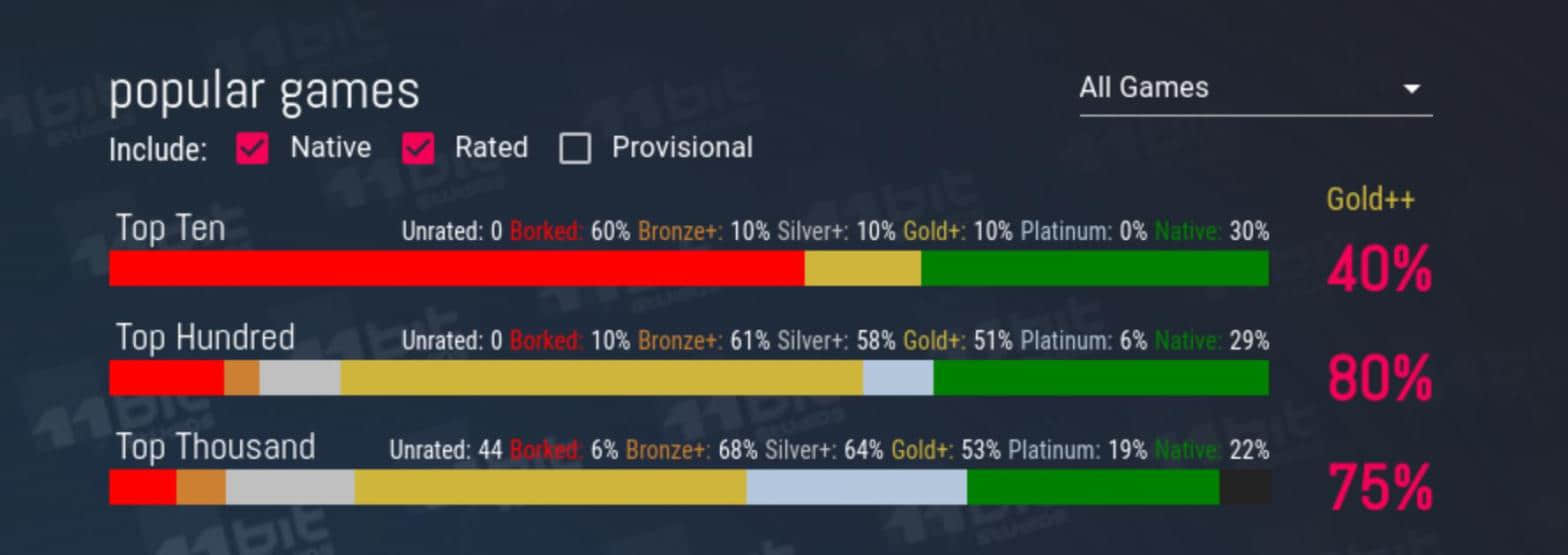 popular games
All Games
Include: Native Rated Provisional
Gold++
Top Ten Unrated: 0 Borked: 60% Bronze+: 10% Silver+: 10% Gold+: 10% Platinum: 0% Native: 30%
40%
Top Hundred Unrated: 0 Borked: 10% Bronze+: 61% Silver+: 58% Gold+: 51% Platinum: 6% Native: 29%
80%
Top Thousand Unrated: 44 Borked: 6% Bronze+: 68% Silver+: 64% Gold+: 53% Platinum: 19% Native: 22%
75%